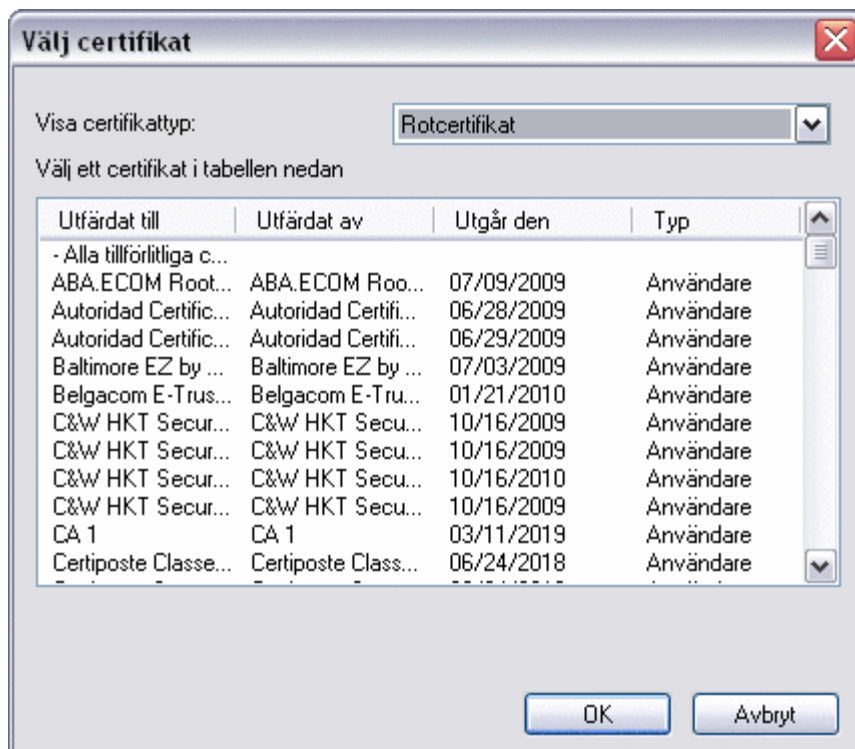 Välj certifikat
Visa certifikattyp: Rotcertifikat
Välj ett certifikat i tabellen nedan
Utfärdat till Utfärdat av Utgår den Typ
- Alla tillförlitliga c...
ABA.ECOM Root... ABA.ECOM Roo... 07/09/2009 Användare
Autoridad Certific... Autoridad Certifi... 06/28/2009 Användare
Autoridad Certific... Autoridad Certifi... 06/29/2009 Användare
Baltimore EZ by ... Baltimore EZ by ... 07/03/2009 Användare
Belgacom E-Trus... Belgacom E-Tru... 01/21/2010 Användare
C&W HKT Secur... C&W HKT Secu... 10/16/2009 Användare
C&W HKT Secur... C&W HKT Secu... 10/16/2009 Användare
C&W HKT Secur... C&W HKT Secu... 10/16/2010 Användare
C&W HKT Secur... C&W HKT Secu... 10/16/2009 Användare
CA 1 CA 1 03/11/2019 Användare
Certiposte Classe... Certiposte Class... 06/24/2018 Användare
OK Avbryt